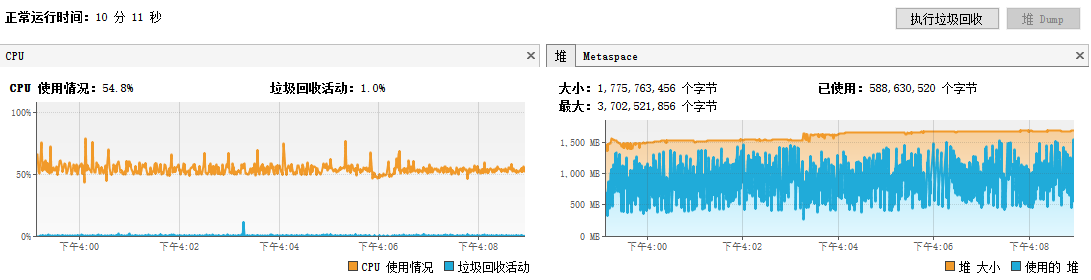 正常运行时间：10 分 11 秒
执行垃圾回收
堆 Dump
CPU
CPU 使用情况：54.8%
垃圾回收活动：1.0%
100%
50%
0%
下午4:00
下午4:02
下午4:04
下午4:06
下午4:08
CPU 使用情况
垃圾回收活动
堆
Metaspace
大小：1,775,763,456 个字节
已使用：588,630,520 个字节
最大：3,702,521,856 个字节
1,500 MB
1,000 MB
500 MB
0 MB
下午4:00
下午4:02
下午4:04
下午4:06
下午4:08
堆 大小
使用的 堆